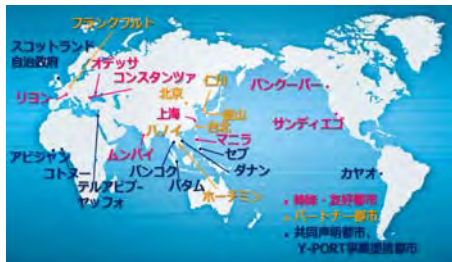 フランクフルト
スコットランド
自治政府
オデッサ
コンスタンツァ
仁川
バンクーバー
北京
リヨン
釜山
上海
台北
サンディエゴ
ハノイ
マニラ
アビジャン
ムンバイ
セブ
コトヌー
バンコク
ダナン
カヤオ
テルアビブ-
ヤッフォ
バタム
ホーチミン
姉妹・友好都市
パートナー都市
共同声明都市、
Y-PORT事業連携都市